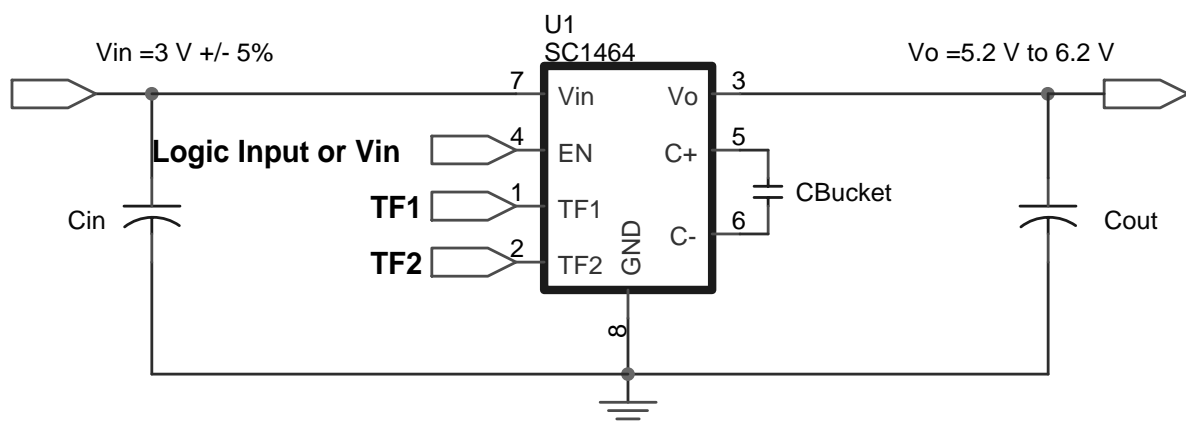 U1
SC1464
Vin =3 V +/- 5%
Vo =5.2 V to 6.2 V
7
Vin
Vo
3
Logic Input or Vin
4
EN
C+
5
TF1
1
TF1
CBucket
Cin
C-
6
Cout
TF2
2
TF2
GND
8